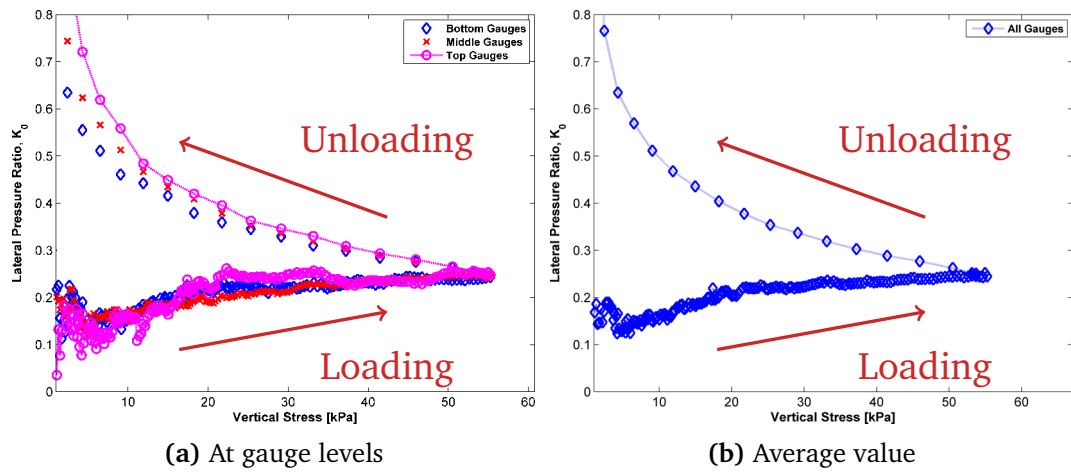 0.8
0.7
0.6
0.5
0.4
0.3
0.2
0.1
0
Lateral Pressure Ratio, K0
10
20
30
40
50
60
Vertical Stress [kPa]
Bottom Gauges
Middle Gauges
Top Gauges
Unloading
Loading
(a) At gauge levels
0.8
0.7
0.6
0.5
0.4
0.3
0.2
0.1
0
Lateral Pressure Ratio, K0
10
20
30
40
50
60
Vertical Stress [kPa]
All Gauges
Unloading
Loading
(b) Average value